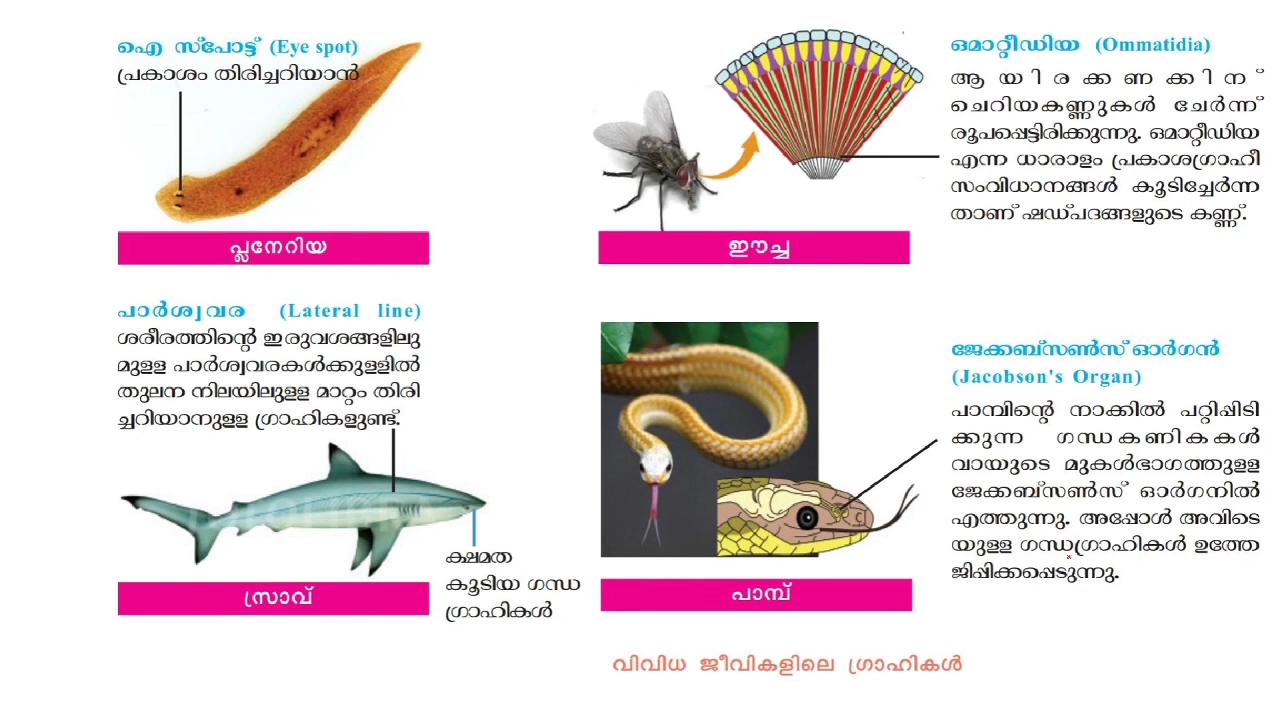 ഐ സ്പോട്ട് (Eye spot)
പ്രകാശം തിരിച്ചറിയാൻ
പ്ലനേറിയ
ഒമാറ്റീഡിയ (Ommatidia)
ആയിരക്കണക്കിന്
ചെറിയകണ്ണുകൾ ചേർന്ന്
രൂപപ്പെട്ടിരിക്കുന്നു. ഒമാറ്റീഡിയ
എന്ന ധാരാളം പ്രകാശഗ്രാഹീ
സംവിധാനങ്ങൾ കൂടിച്ചേർന്ന
താണ് ഷഡ്പദങ്ങളുടെ കണ്ണ്.
ഈച്ച
പാർശ്വവര (Lateral line)
ശരീരത്തിന്റെ ഇരുവശങ്ങളിലു
മുള്ള പാർശ്വവരകൾക്കുള്ളിൽ
തുലന നിലയിലുള്ള മാറ്റം തിരി
ച്ചറിയാനുള്ള ഗ്രാഹികളുണ്ട്.
ക്ഷമത
കൂടിയ ഗന്ധ
ഗ്രാഹികൾ
സ്രാവ്
ജേക്കബ്സൺസ് ഓർഗൻ
(Jacobson's Organ)
പാമ്പിന്റെ നാക്കിൽ പറ്റിപ്പിടി
ക്കുന്ന ഗന്ധകണികകൾ
വായുടെ മുകൾഭാഗത്തുള്ള
ജേക്കബ്സൺസ് ഓർഗനിൽ
എത്തുന്നു. അപ്പോൾ അവിടെ
യുള്ള ഗന്ധഗ്രാഹികൾ ഉത്തേ
ജിപ്പിക്കപ്പെടുന്നു.
പാമ്പ്
വിവിധ ജീവികളിലെ ഗ്രാഹികൾ